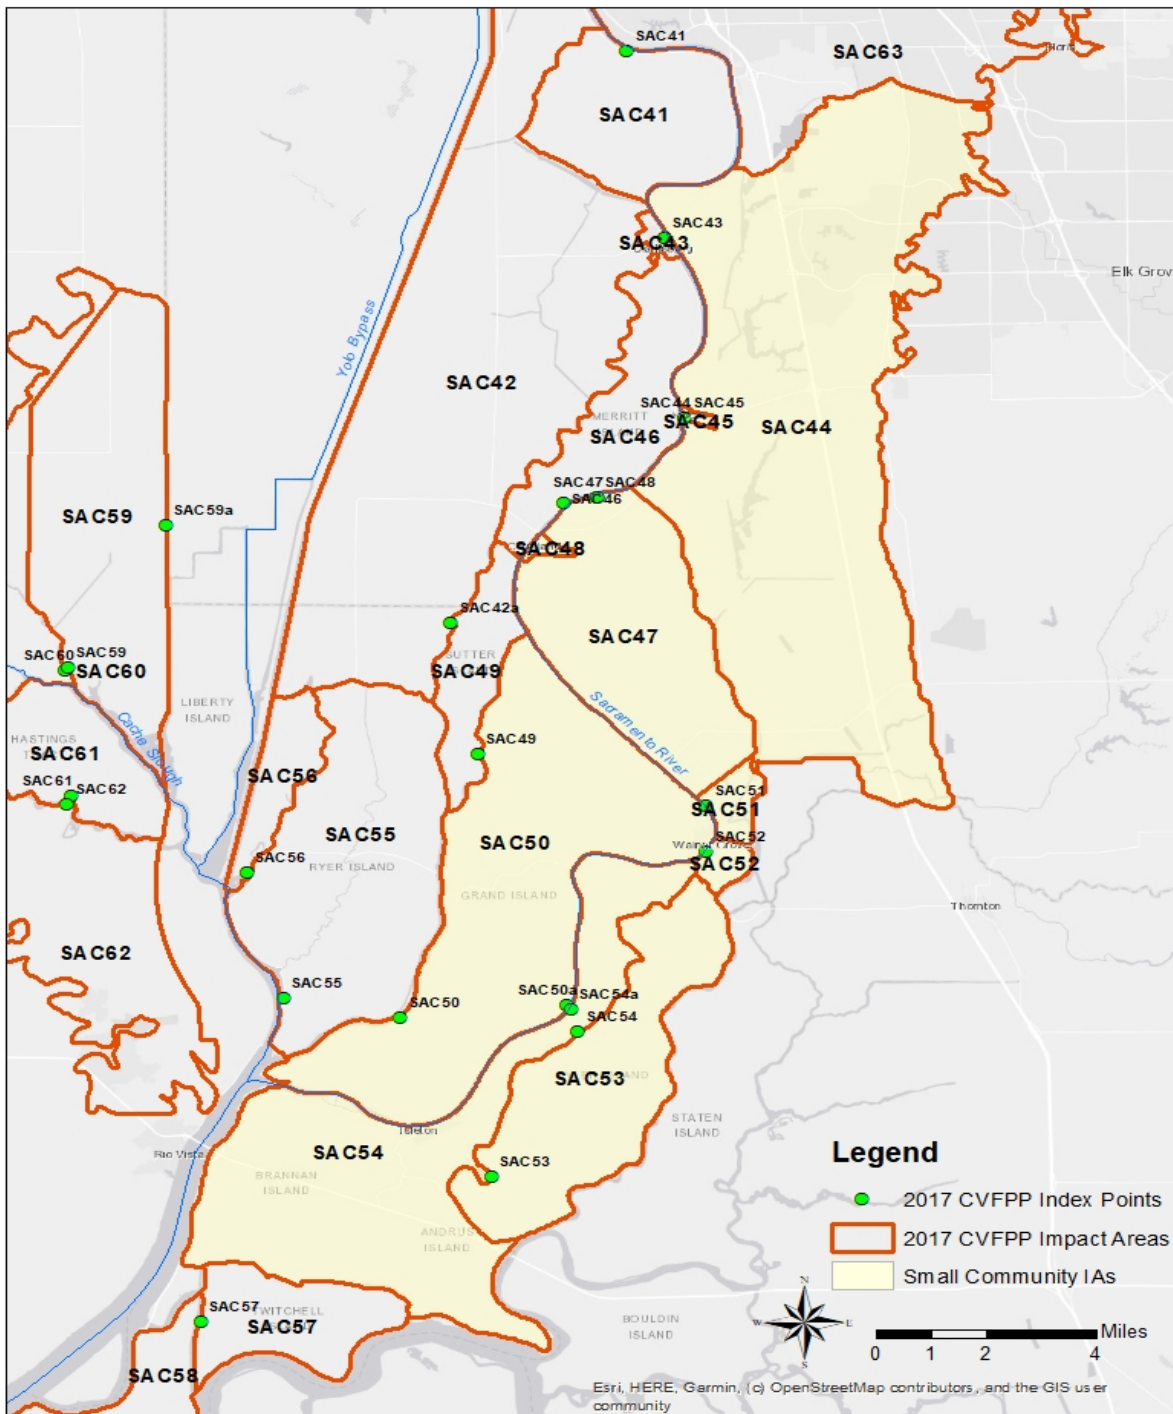 SAC41
Florin
SAC63
SAC41
SAC43
SAC43
Elk Grov
Yolo Bypass
SAC42
SAC44 SAC45
MERRITT
SAC45
SAC44
SAC46
SAC47 SAC48
SAC46
SAC59
SAC59a
SAC48
SAC42a
SAC47
SAC60 SAC59
SAC60
SUTTER
SAC49
LIBERTY
ISLAND
Sacramento River
HASTINGS
SAC61
Cache Slough
SAC49
SAC61
SAC62
SAC56
SAC51
SAC51
SAC55
SAC50
SAC52
Walnut Grove
SAC52
SAC56
RYER ISLAND
GRAND ISLAND
Thornton
SAC62
SAC55
SAC50
SAC50a
SAC54a
SAC54
SAC53
STATEN
ISLAND
Isleton
Rio Vista
SAC54
SAC53
BRANNAN
ISLAND
ANDRUS
ISLAND
SAC57
TWITCHELL
SAC57
SAC58
BOULDIN
ISLAND
Legend
2017 CVFPP Index Points
2017 CVFPP Impact Areas
Small Community IAs
N
W E
S
Miles
0 1 2 4
Esri, HERE, Garmin, (c) OpenStreetMap contributors, and the GIS user
community